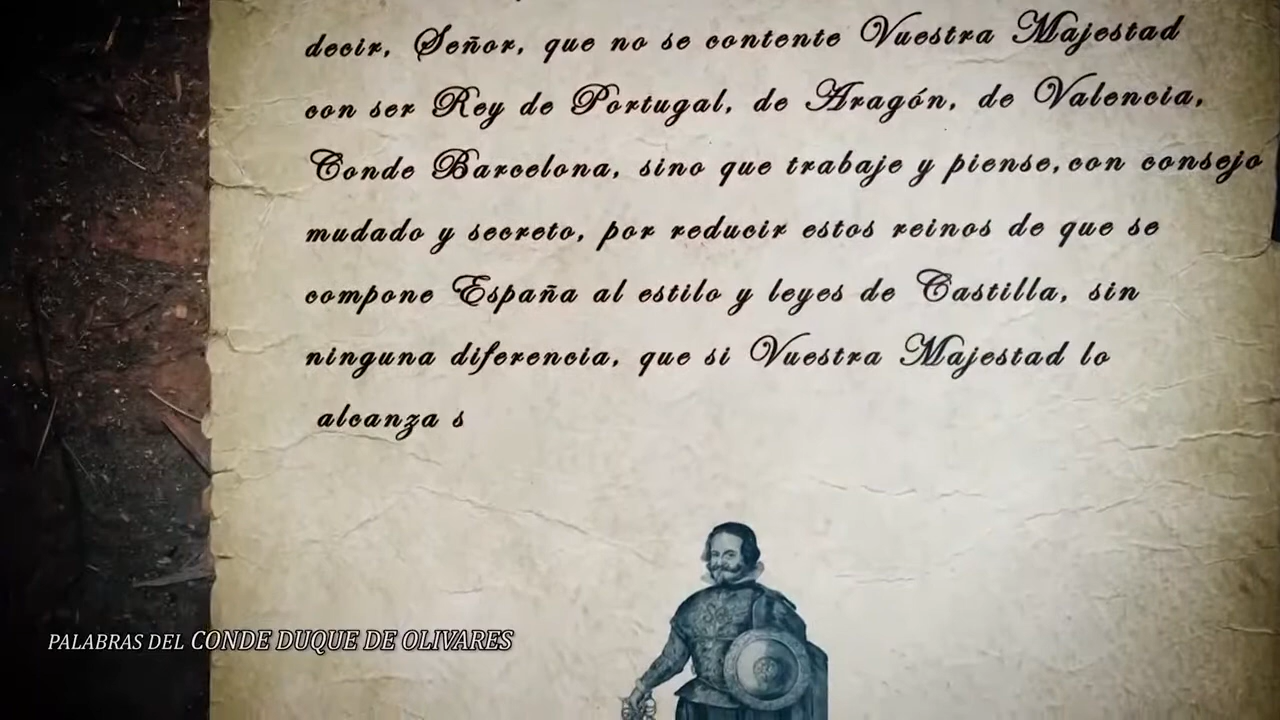 decir, Señor, que no se contente Vuestra Majestad
con ser Rey de Portugal, de Aragón, de Valencia,
Conde Barcelona, sino que trabaje y piense, con consejo
mudado y secreto, por reducir estos reinos de que se
compone España al estilo y leyes de Castilla, sin
ninguna diferencia, que si Vuestra Majestad lo
alcanza s
PALABRAS DEL CONDE DUQUE DE OLIVARES